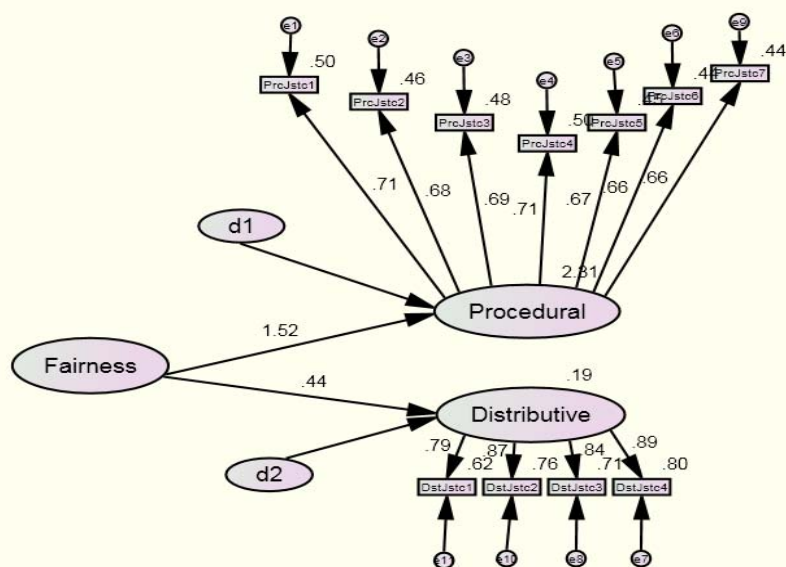 e1
e2
e3
e4
e5
e6
e9
.50
.46
.48
.50
.44
.44
PrcJstc1
PrcJstc2
PrcJstc3
PrcJstc4
PrcJstc5
PrcJstc6
PrcJstc7
.71
.68
.69
.71
.67
.66
.66
d1
2.31
Procedural
1.52
Fairness
.44
.19
Distributive
d2
.79
.87
.84
.89
.62
.76
.71
.80
DstJstc1
DstJstc2
DstJstc3
DstJstc4
e11
e10
e8
e7